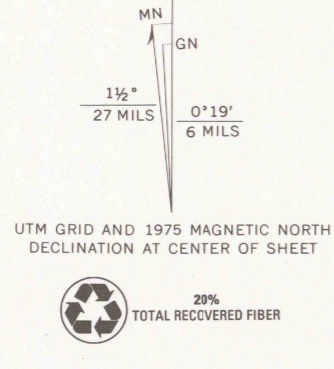 MN
GN
1½°
27 MILS
0°19′
6 MILS
UTM GRID AND 1975 MAGNETIC NORTH
DECLINATION AT CENTER OF SHEET
20%
TOTAL RECOVERED FIBER